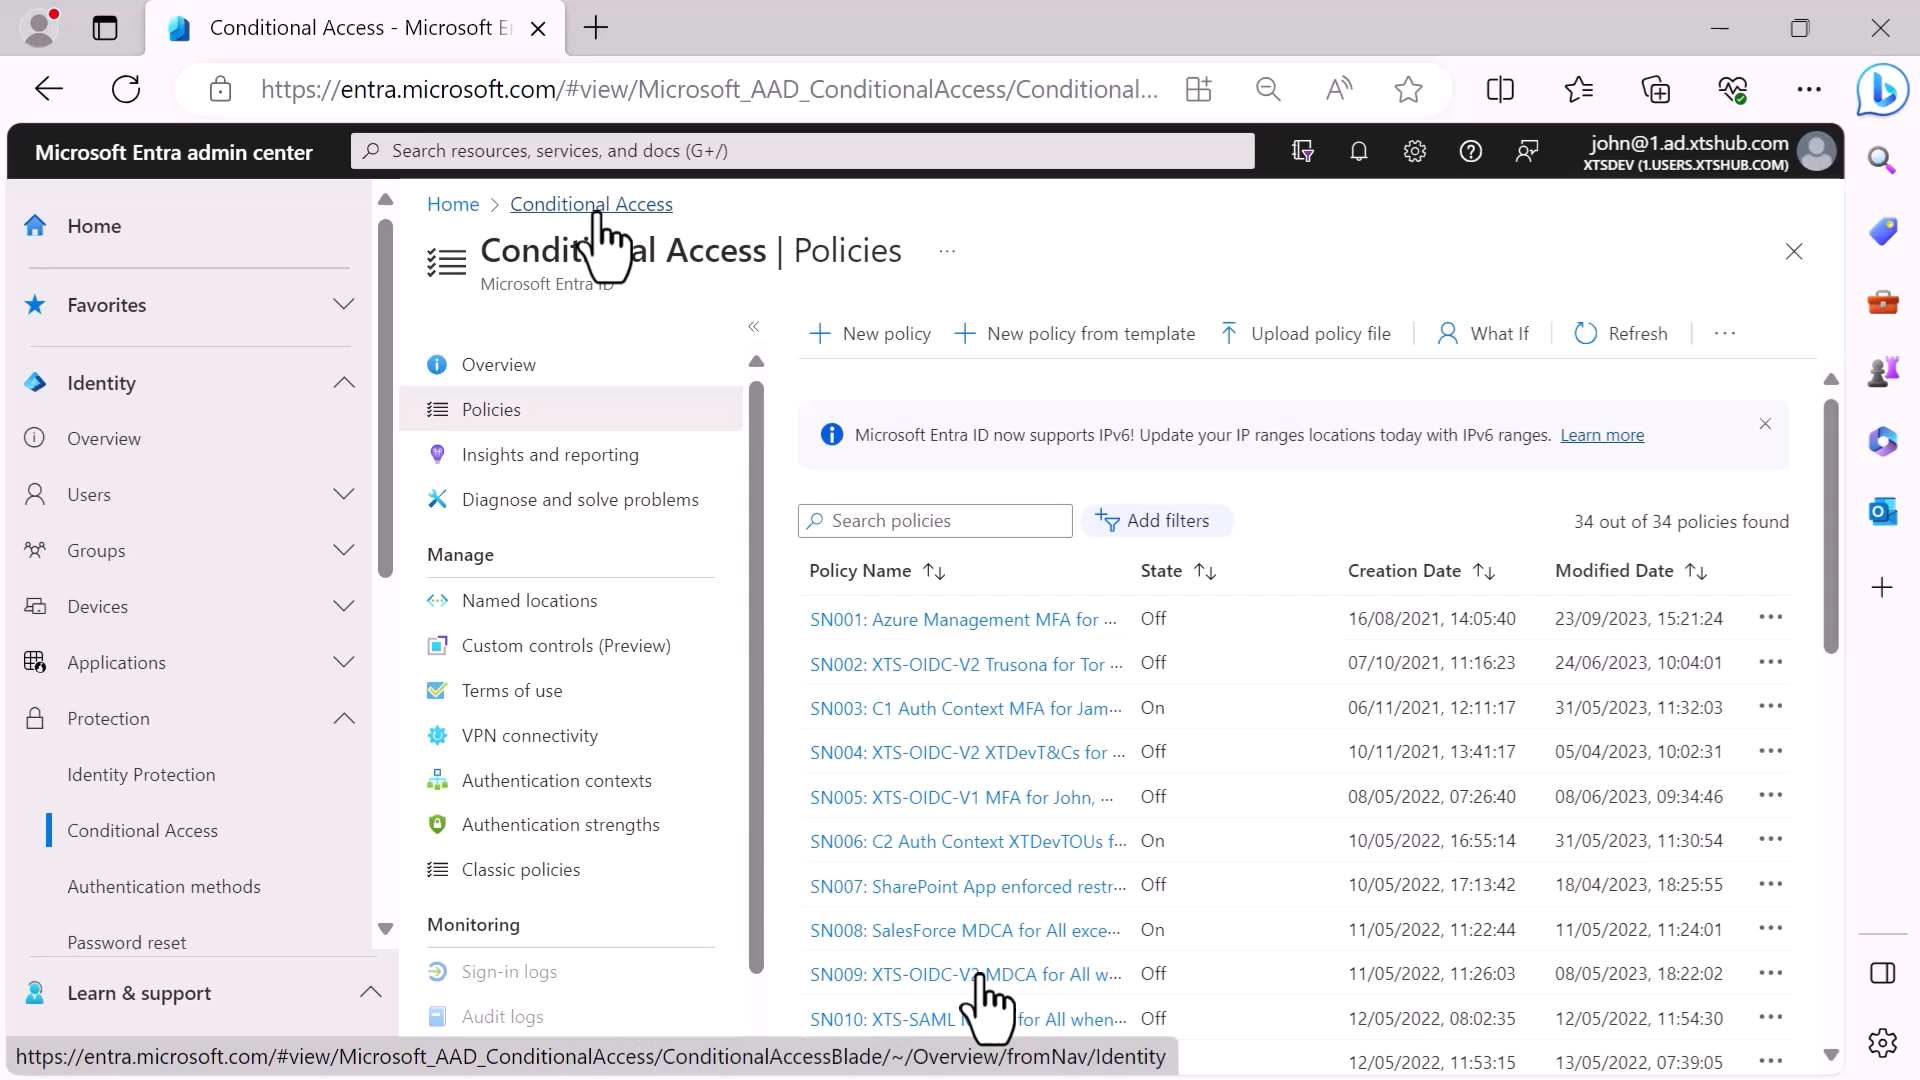 Conditional Access - Microsoft E
https://entra.microsoft.com/#view/Microsoft_AAD_ConditionalAccess/Conditional...
Microsoft Entra admin center
Search resources, services, and docs (G+/)
john@1.ad.xtshub.com
XTSDEV (1.USERS.XTSHUB.COM)
Home
Favorites
Identity
Overview
Users
Groups
Devices
Applications
Protection
Identity Protection
Conditional Access
Authentication methods
Password reset
Learn & support
Home > Conditional Access
Conditional Access | Policies ...
Microsoft Entra ID
Overview
Policies
Insights and reporting
Diagnose and solve problems
Manage
Named locations
Custom controls (Preview)
Terms of use
VPN connectivity
Authentication contexts
Authentication strengths
Classic policies
Monitoring
Sign-in logs
Audit logs
New policy New policy from template Upload policy file What If Refresh ...
Microsoft Entra ID now supports IPv6! Update your IP ranges locations today with IPv6 ranges. Learn more
Search policies Add filters 34 out of 34 policies found
Policy Name State Creation Date Modified Date
SN001: Azure Management MFA for ... Off 16/08/2021, 14:05:40 23/09/2023, 15:21:24 ...
SN002: XTS-OIDC-V2 Trusona for Tor ... Off 07/10/2021, 11:16:23 24/06/2023, 10:04:01 ...
SN003: C1 Auth Context MFA for Jam... On 06/11/2021, 12:11:17 31/05/2023, 11:32:03 ...
SN004: XTS-OIDC-V2 XTDevT&Cs for ... Off 10/11/2021, 13:41:17 05/04/2023, 10:02:31 ...
SN005: XTS-OIDC-V1 MFA for John, ... Off 08/05/2022, 07:26:40 08/06/2023, 09:34:46 ...
SN006: C2 Auth Context XTDevTOUs f... On 10/05/2022, 16:55:14 31/05/2023, 11:30:54 ...
SN007: SharePoint App enforced restr... Off 10/05/2022, 17:13:42 18/04/2023, 18:25:55 ...
SN008: SalesForce MDCA for All exce... On 11/05/2022, 11:22:44 11/05/2022, 11:24:01 ...
SN009: XTS-OIDC-V2 MDCA for All w... Off 11/05/2022, 11:26:03 08/05/2023, 18:22:02 ...
SN010: XTS-SAML for All when... Off 12/05/2022, 08:02:35 12/05/2022, 11:54:30 ...
12/05/2022, 11:53:15 13/05/2022, 07:39:05 ...
https://entra.microsoft.com/#view/Microsoft_AAD_ConditionalAccess/ConditionalAccessBlade/~/Overview/fromNav/Identity